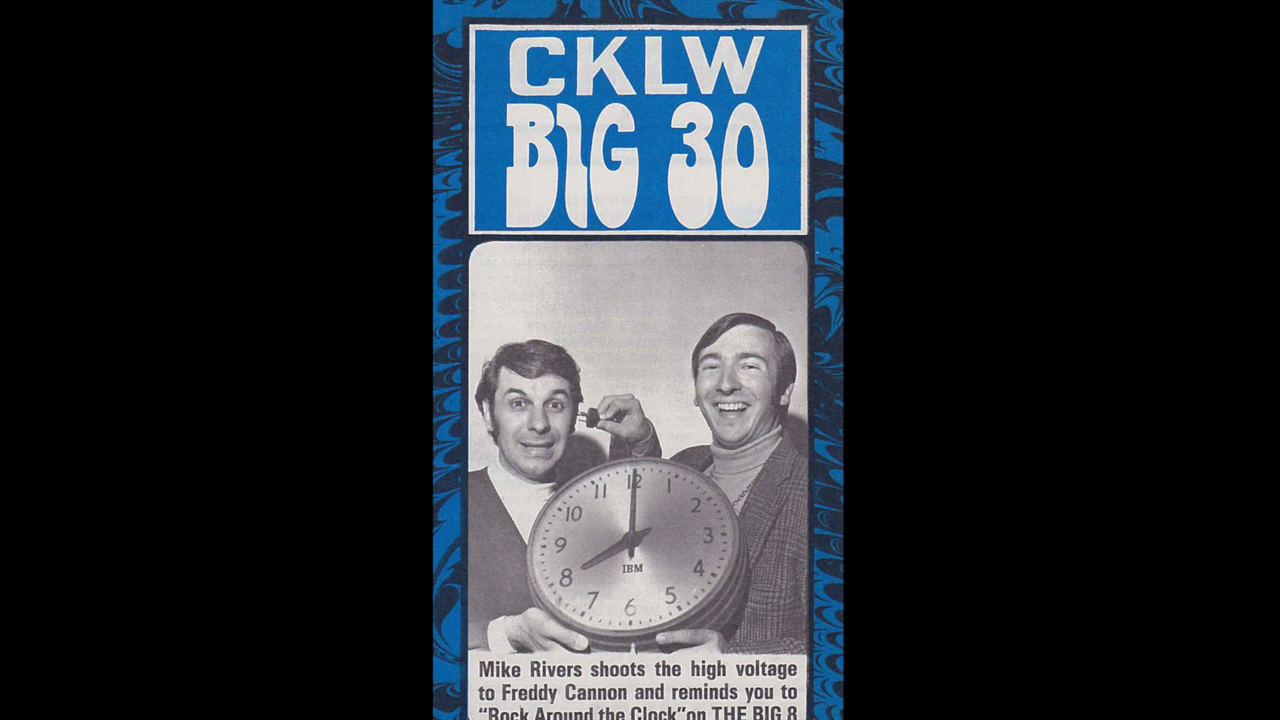 CKLW
BIG 30
12
11
1
10
2
9
3
8
4
IBM
7
5
6
Mike Rivers shoots the high voltage
to Freddy Cannon and reminds you to
“Rock Around the Clock”on THE BIG 8